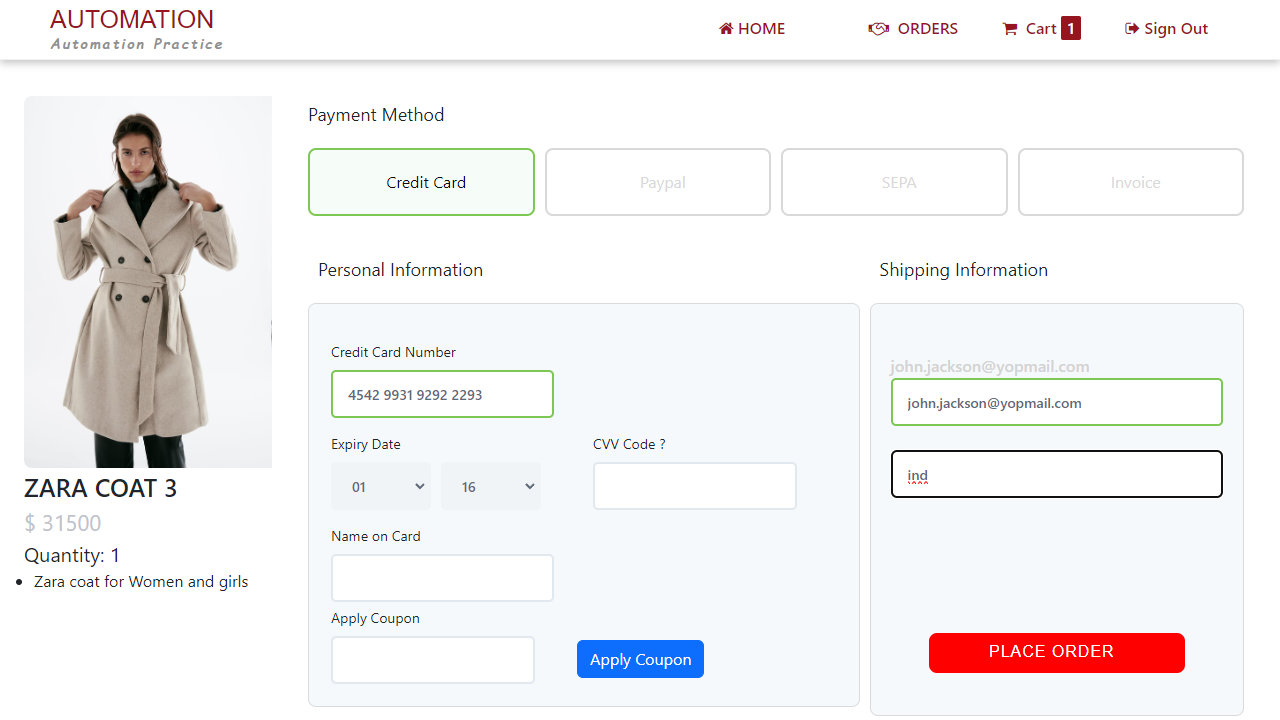 AUTOMATION
Automation Practice
HOME
ORDERS
Cart 1
Sign Out
ZARA COAT 3
$ 31500
Quantity: 1
Zara coat for Women and girls
Payment Method
Credit Card
Paypal
SEPA
Invoice
Personal Information
Credit Card Number
4542 9931 9292 2293
Expiry Date
CVV Code ?
01
16
Name on Card
Apply Coupon
Apply Coupon
Shipping Information
john.jackson@yopmail.com
john.jackson@yopmail.com
ind
PLACE ORDER